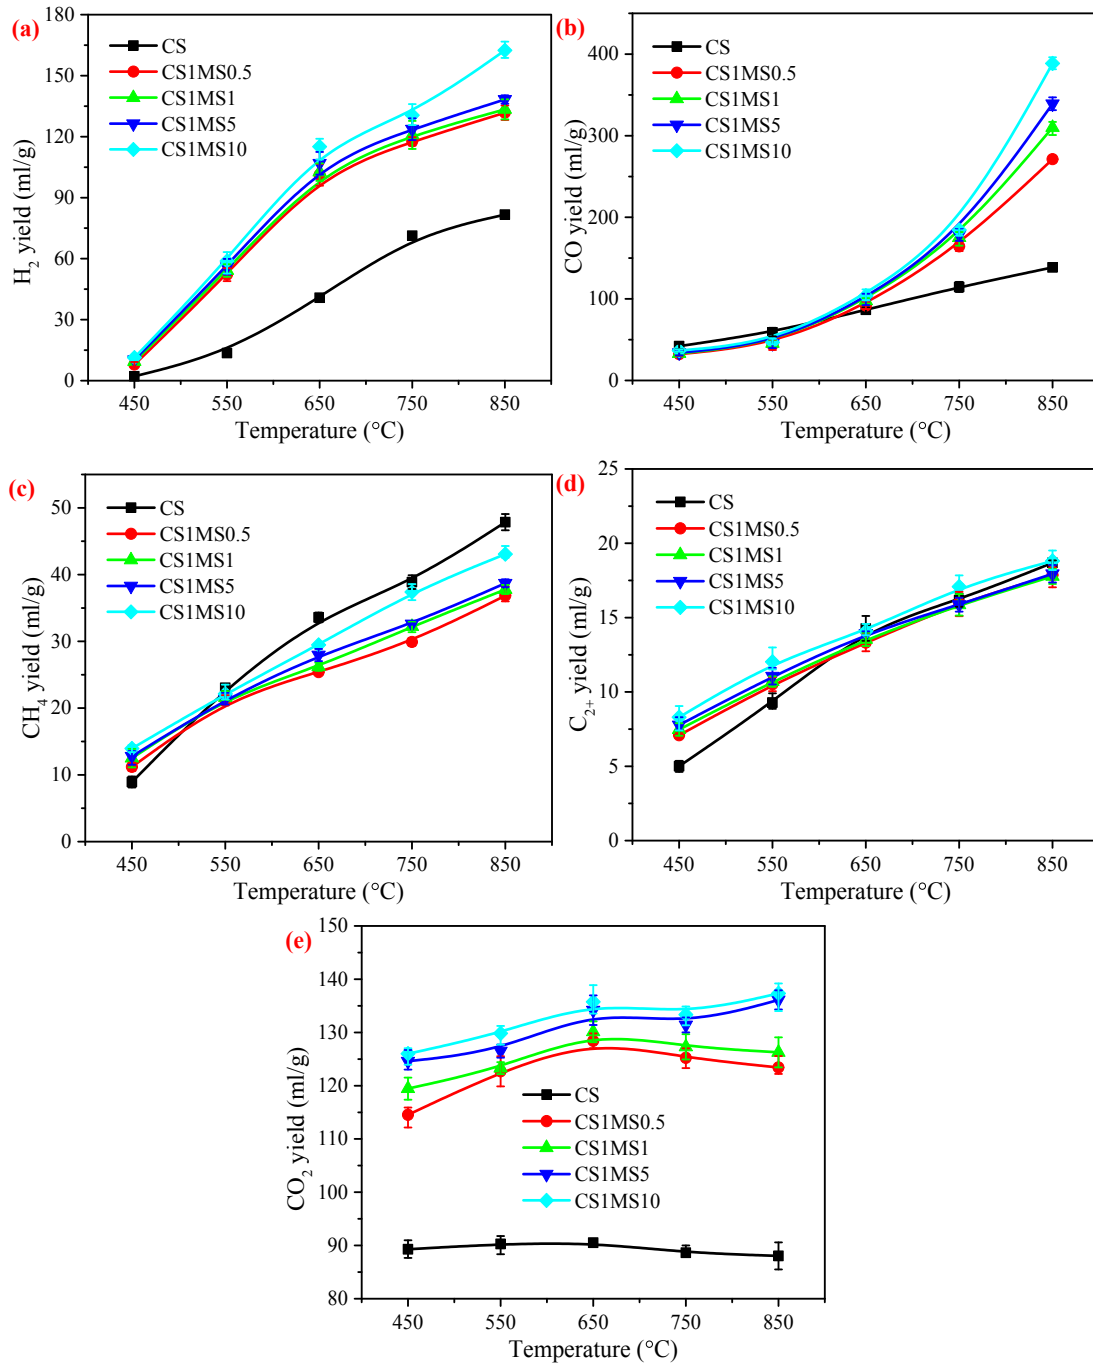 (a)
180
150
120
90
60
30
0
H2 yield (ml/g)
CS
CS1MS0.5
CS1MS1
CS1MS5
CS1MS10
450 550 650 750 850
Temperature (°C)
(b)
400
300
200
100
0
CO yield (ml/g)
CS
CS1MS0.5
CS1MS1
CS1MS5
CS1MS10
450 550 650 750 850
Temperature (°C)
(c)
50
40
30
20
10
0
CH4 yield (ml/g)
CS
CS1MS0.5
CS1MS1
CS1MS5
CS1MS10
450 550 650 750 850
Temperature (°C)
(d)
25
20
15
10
5
0
C2+ yield (ml/g)
CS
CS1MS0.5
CS1MS1
CS1MS5
CS1MS10
450 550 650 750 850
Temperature (°C)
(e)
150
140
130
120
110
100
90
80
CO2 yield (ml/g)
CS
CS1MS0.5
CS1MS1
CS1MS5
CS1MS10
450 550 650 750 850
Temperature (°C)